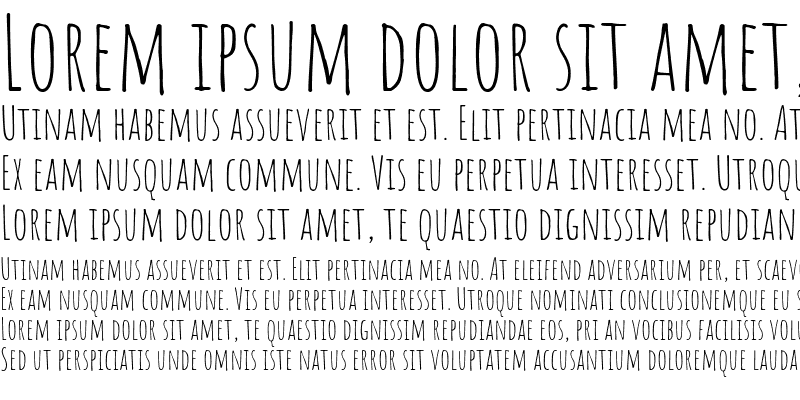 Lorem ipsum dolor sit amet,
Utinam habemus assueverit et est. Elit pertinacia mea no. At
Ex eam nusquam commune. Vis eu perpetua interesset. Utroqu
Lorem ipsum dolor sit amet, te quaestio dignissim repudian
Utinam habemus assueverit et est. Elit pertinacia mea no. At eleifend adversarium per, et scaev
Ex eam nusquam commune. Vis eu perpetua interesset. Utroque nominati conclusionemque eu s
Lorem ipsum dolor sit amet, te quaestio dignissim repudiandae eos, pri an vocibus facilisis volu
Sed ut perspiciatis unde omnis iste natus error sit voluptatem accusantium doloremque lauda